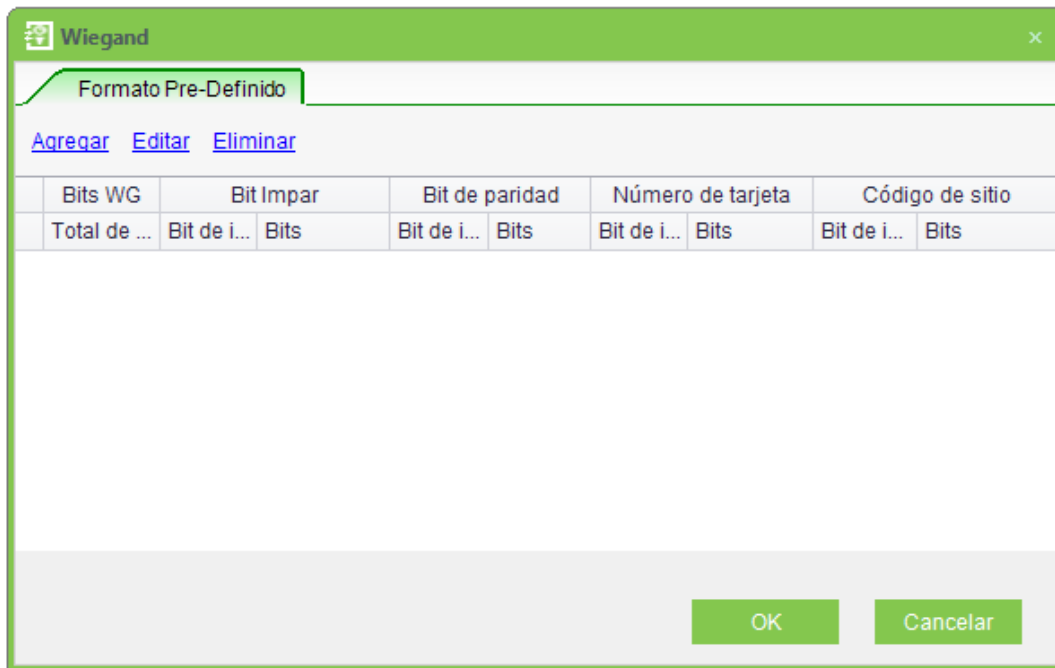 Wiegand
Formato Pre-Definido
Agregar Editar Eliminar
Bits WG Bit Impar Bit de paridad Número de tarjeta Código de sitio
Total de ... Bit de i... Bits Bit de i... Bits Bit de i... Bits Bit de i... Bits
OK Cancelar